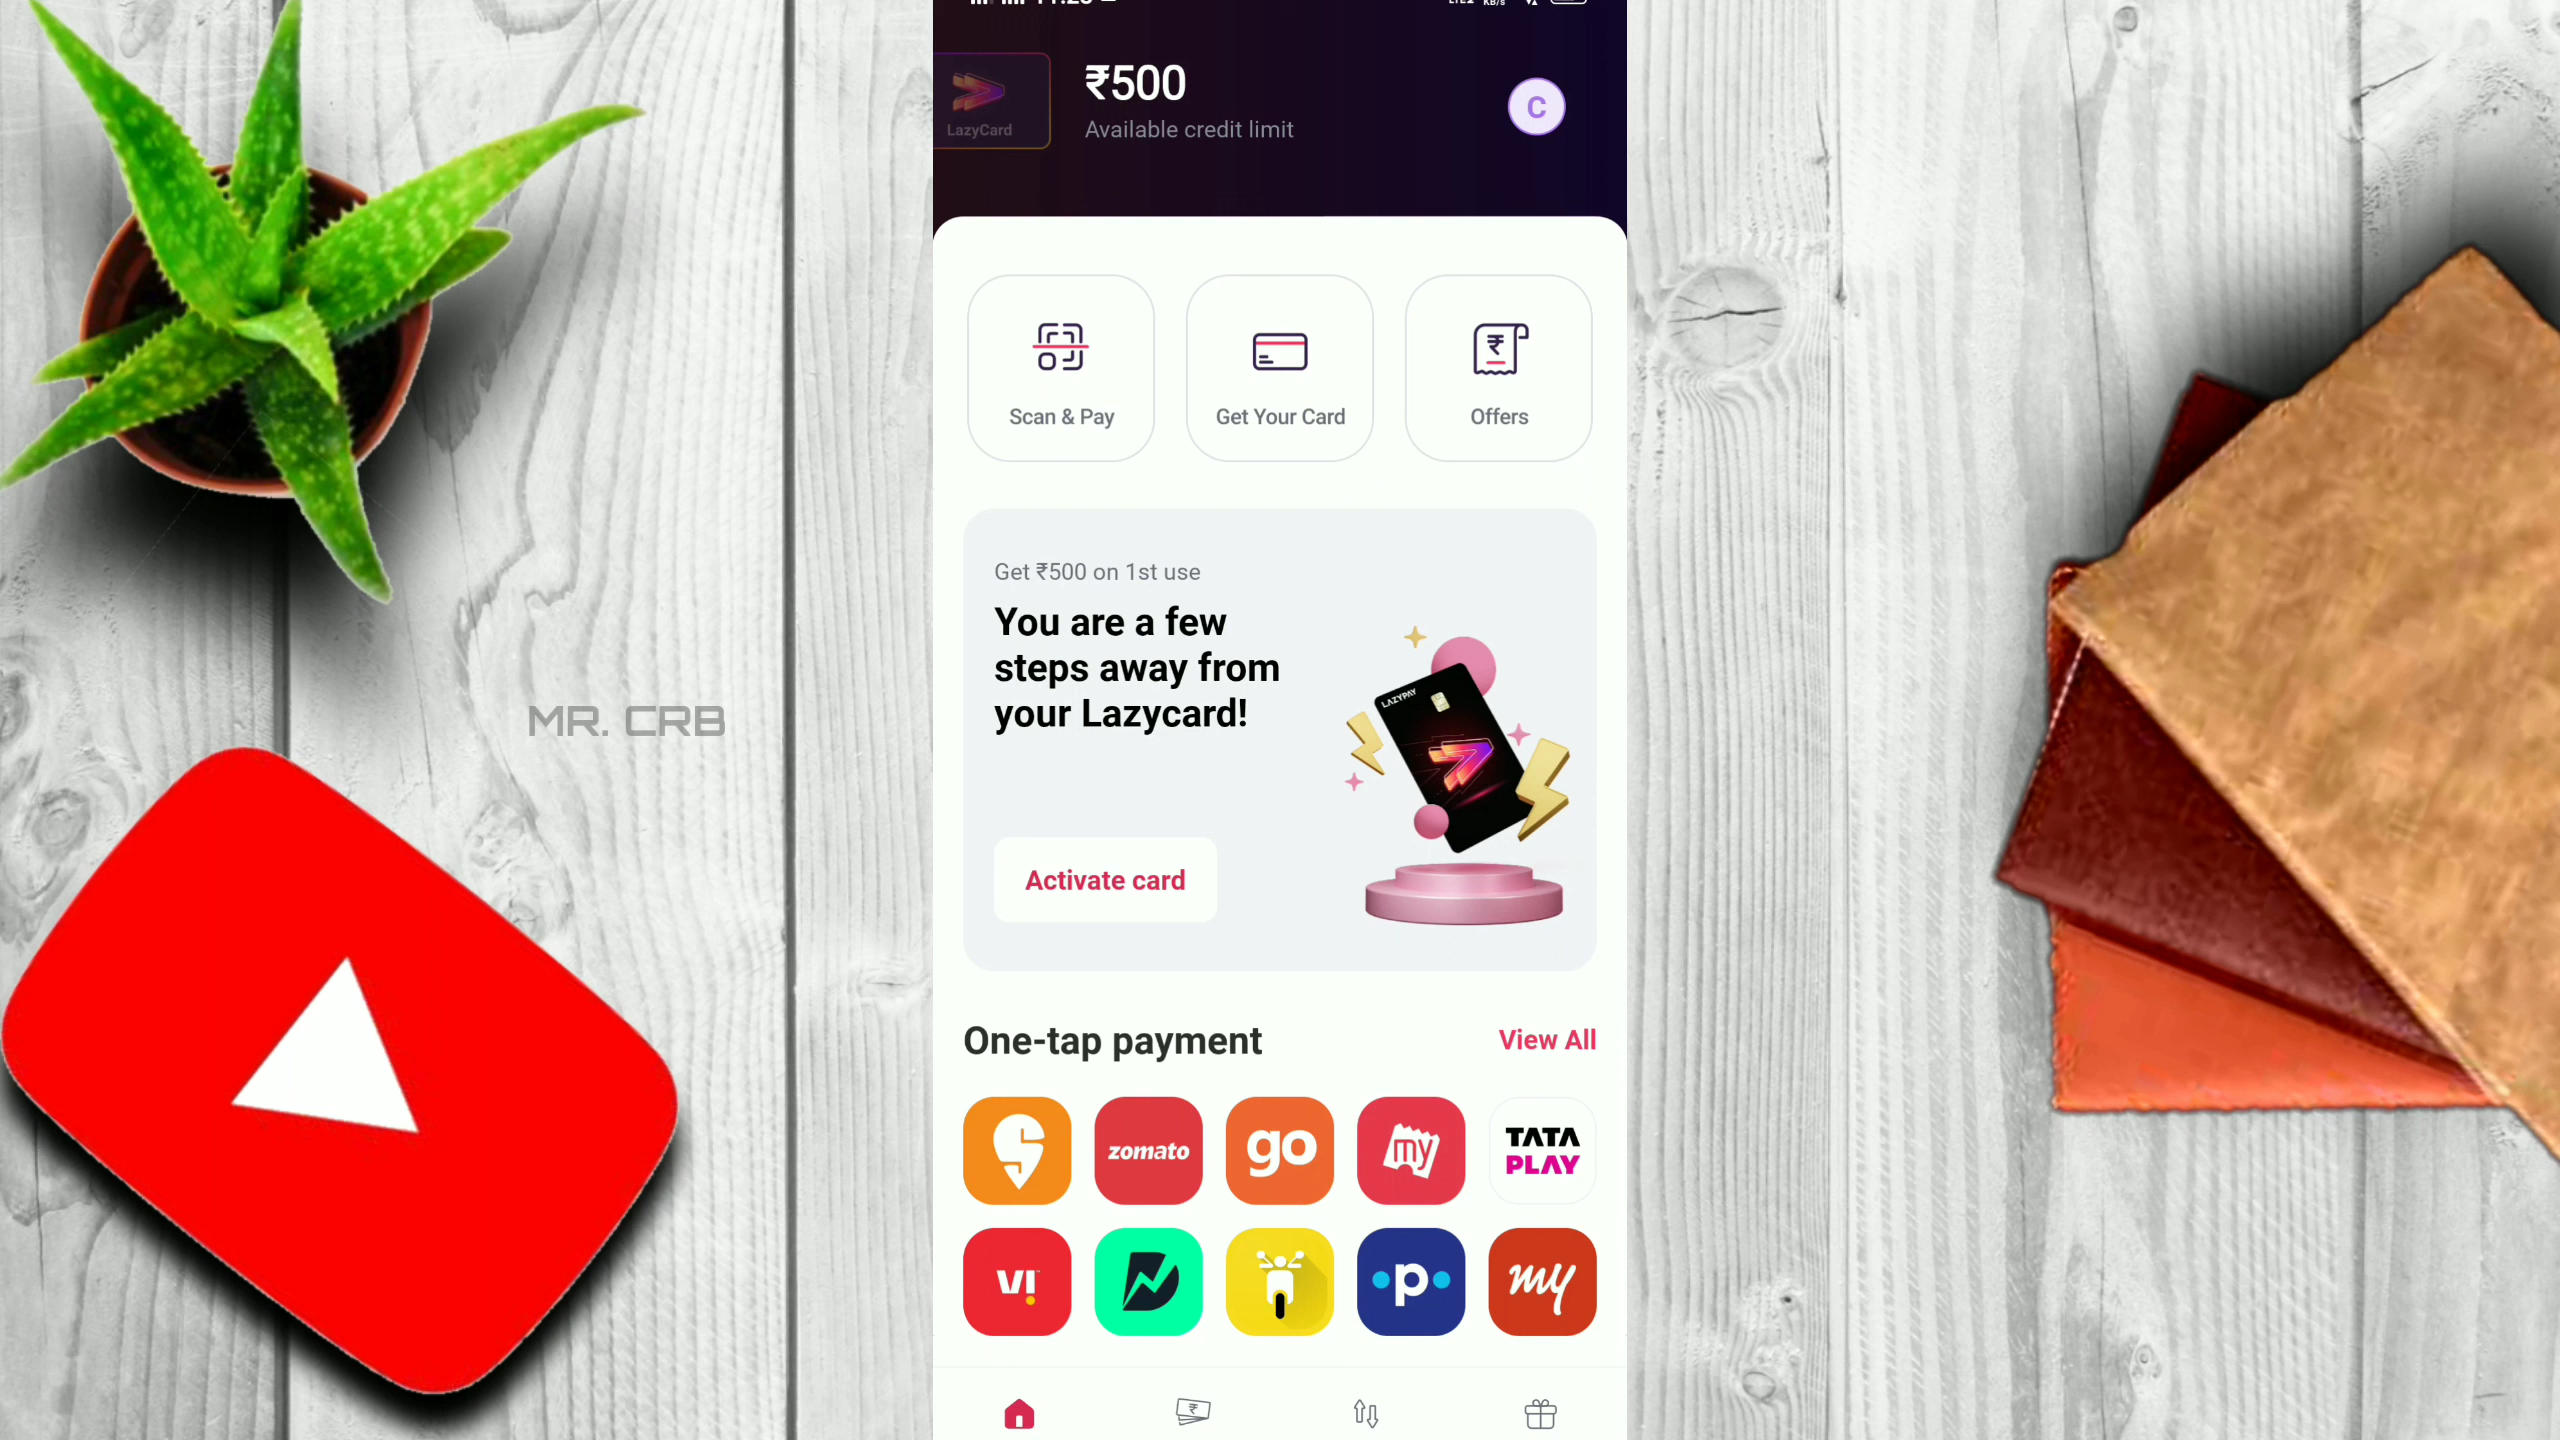 ₹500
Available credit limit
C
LazyCard
Scan & Pay
Get Your Card
Offers
Get ₹500 on 1st use
You are a few
steps away from
your Lazycard!
LAZYPAY
MR. CRB
Activate card
One-tap payment
View All
zomato
go
my
TATA
PLAY
VI
p
my